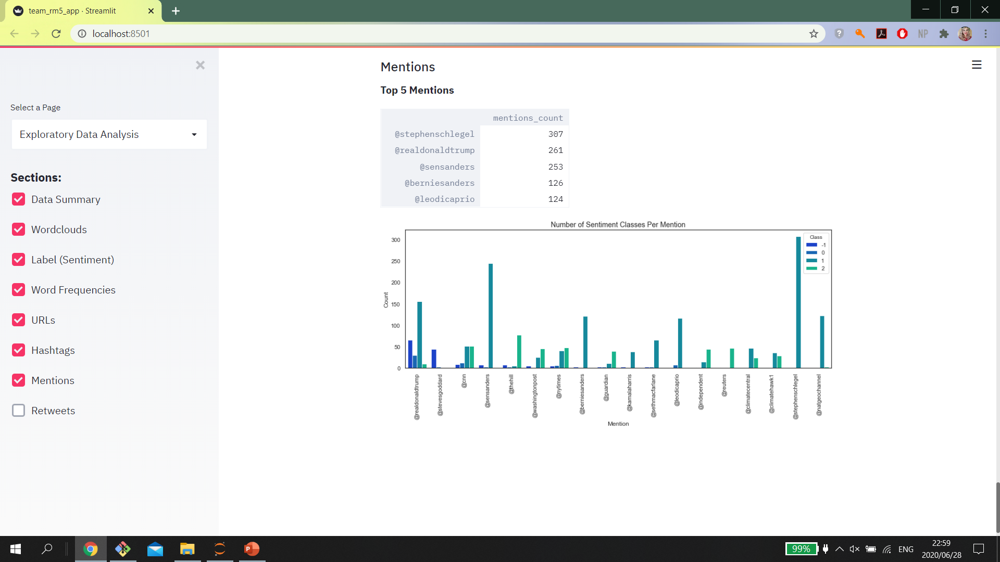 team_rm5_app · Streamlit
localhost:8501
NP
Select a Page
Exploratory Data Analysis
Sections:
Data Summary
Wordclouds
Label (Sentiment)
Word Frequencies
URLs
Hashtags
Mentions
Retweets
Mentions
Top 5 Mentions
mentions_count
@stephenschlegel 307
@realdonaldtrump 261
@sensanders 253
@berniesanders 126
@leodicaprio 124
Number of Sentiment Classes Per Mention
Class
-1
0
1
2
300
250
200
150
100
50
0
Count
@realdonaldtrump
@stevesgoddard
@cnn
@sensanders
@thehill
@washingtonpost
@nytimes
@berniesanders
@guardian
@kamalaharris
@sethmacfarlane
@leodicaprio
@independent
@reuters
@climatecentral
@climatehawk1
@stephenschlegel
@natgeochannel
Mention
99%
ENG
22:59
2020/06/28